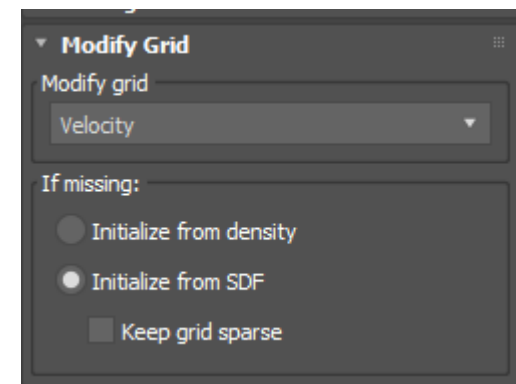 Modify Grid
Modify grid
Velocity
If missing:
Initialize from density
Initialize from SDF
Keep grid sparse